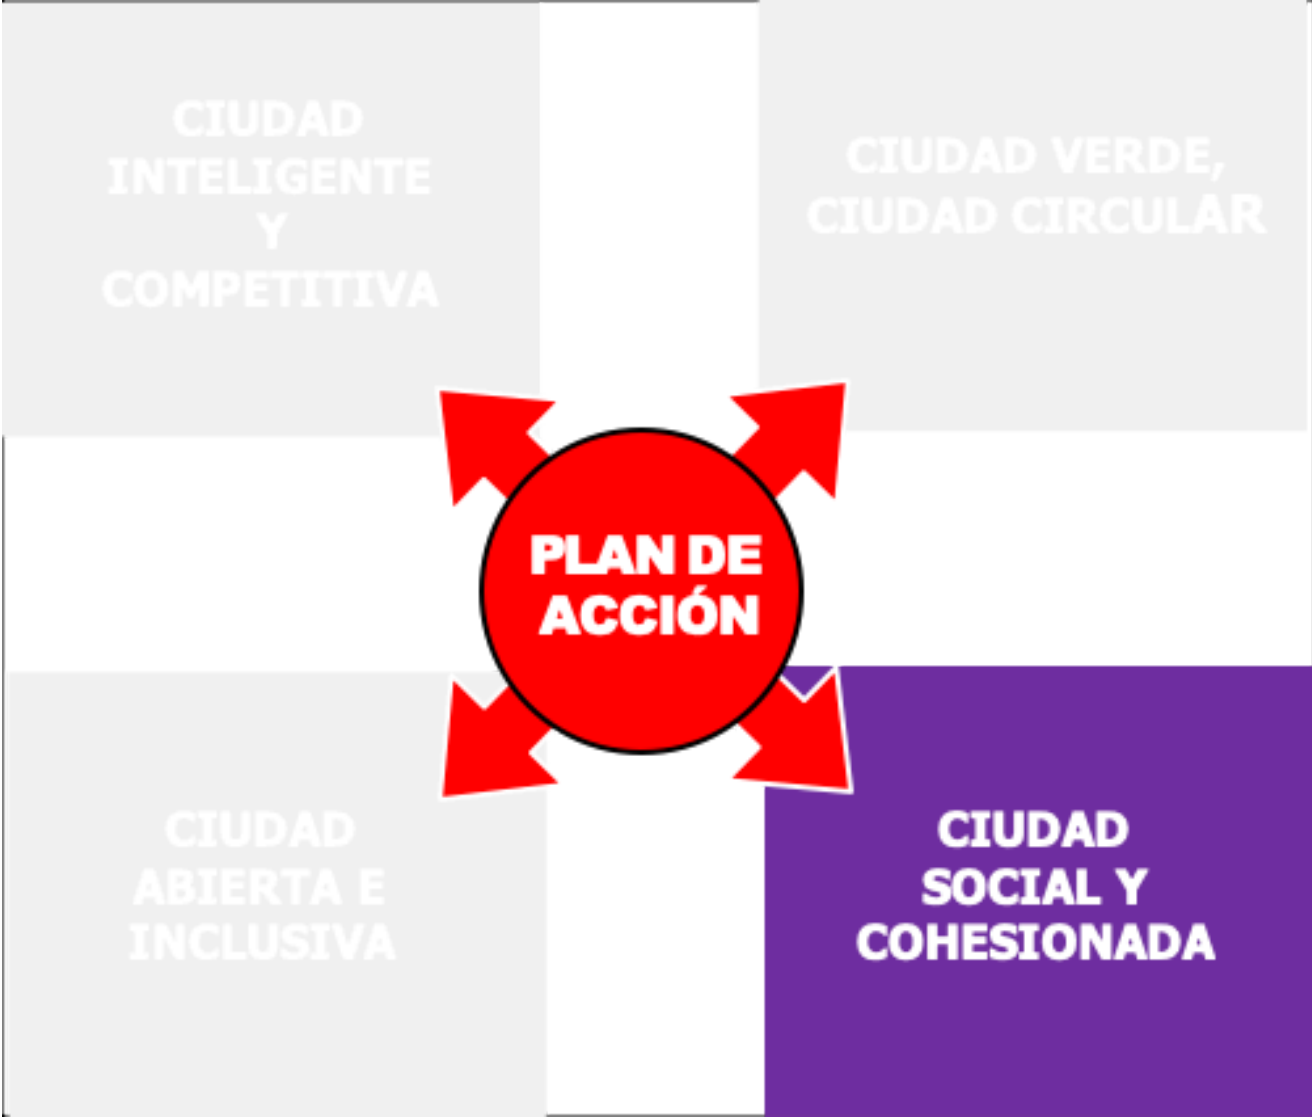 CIUDAD
INTELIGENTE
Y
COMPETITIVA
CIUDAD VERDE,
CIUDAD CIRCULAR
PLAN DE
ACCIÓN
CIUDAD
ABIERTA E
INCLUSIVA
CIUDAD
SOCIAL Y
COHESIONADA